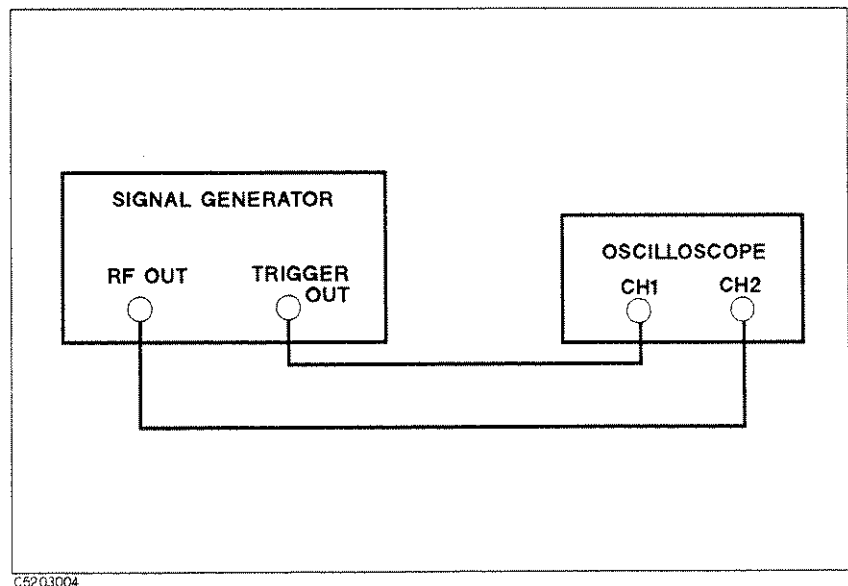 SIGNAL GENERATOR
RF OUT
TRIGGER
OUT
OSCILLOSCOPE
CH1
CH2
C5203004